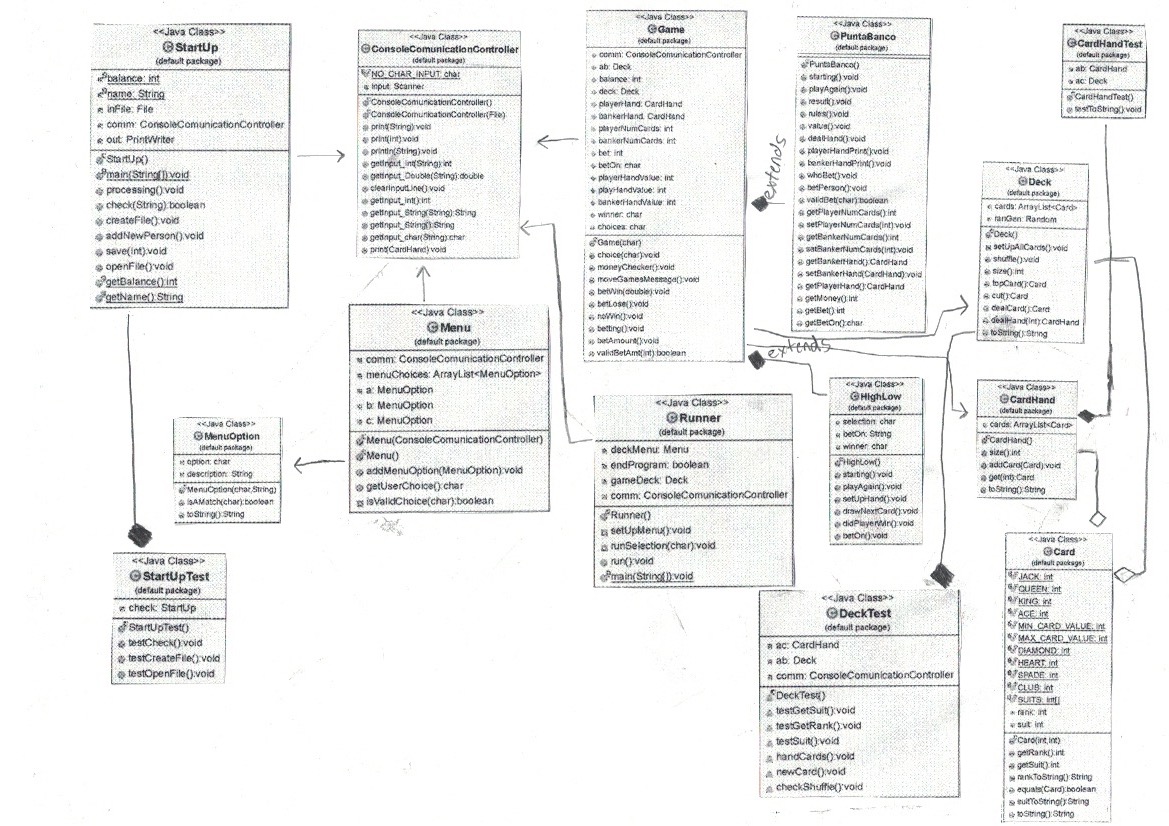 <<Java Class>>
StartUp
(default package)
balance: int
name: String
inFile: File
comm: ConsoleComunicationController
out: PrintWriter
StartUp()
main(String[]):void
processing():void
check(String):boolean
createFile():void
addNewPerson():void
save(int):void
openFile():void
getBalance():int
getName():String
<<Java Class>>
ConsoleComunicationController
(default package)
NO_CHAR_INPUT: char
input: Scanner
ConsoleComunicationController()
ConsoleComunicationController(File)
print(String):void
print(int):void
println(String):void
getInput_int(String):int
getInput_Double(String):double
clearInputLine():void
getInput_int():int
getInput_String(String):String
getInput_String():String
getInput_char(String):char
print(CardHand):void
<<Java Class>>
Game
(default package)
comm: ConsoleComunicationController
ab: Deck
balance: int
deck: Deck
playerHand: CardHand
bankerHand: CardHand
playerNumCards: int
bankerNumCards: int
bet: int
betOn: char
playerHandValue: int
playHandvalue: int
bankerHandValue: int
winner: char
choices: char
Game(char)
choice(char):void
moneyChecker():void
moveGamesMessage():void
betWin(double):void
betLose():void
noWin():void
betting():void
betAmount():void
validBetAmt(int):boolean
extends
extends
<<Java Class>>
PuntaBanco
(default package)
PuntaBanco()
starting():void
playAgain():void
result():void
rules():void
value():void
dealHand():void
playerHandPrint():void
bankerHandPrint():void
whoBet():void
betPerson():void
validBet(char):boolean
getPlayerNumCards():int
setPlayerNumCards(int):void
getBankerNumCards():int
setBankerNumCards(int):void
getBankerHand():CardHand
setBankerHand(CardHand):void
getPlayerHand():CardHand
getMoney():int
getBet():int
getBetOn():char
<<Java Class>>
CardHandTest
(default package)
ab: CardHand
ac: Deck
CardHandTest()
testToString():void
<<Java Class>>
Deck
(default package)
cards: ArrayList<Card>
ranGen: Random
Deck()
setUpAllCards():void
shuffle():void
size():int
topCard():Card
cut():Card
dealCard():Card
dealHand(int):CardHand
toString():String
<<Java Class>>
Menu
(default package)
comm: ConsoleComunicationController
menuChoices: ArrayList<MenuOption>
a: MenuOption
b: MenuOption
c: MenuOption
Menu(ConsoleComunicationController)
Menu()
addMenuOption(MenuOption):void
getUserChoice():char
isValidChoice(char):boolean
<<Java Class>>
MenuOption
(default package)
option: char
description: String
MenuOption(char,String)
isAMatch(char):boolean
toString():String
<<Java Class>>
Runner
(default package)
deckMenu: Menu
endProgram: boolean
gameDeck: Deck
comm: ConsoleComunicationController
Runner()
setUpMenu():void
runSelection(char):void
run():void
main(String[]):void
<<Java Class>>
HighLow
(default package)
selection: char
betOn: String
winner: char
HighLow()
starting():void
playAgain():void
setUpHand():void
drawNextCard():void
didPlayerWin():void
betOn():void
<<Java Class>>
CardHand
(default package)
cards: ArrayList<Card>
CardHand()
size():int
addCard(Card):void
get(int):Card
toString():String
<<Java Class>>
StartUpTest
(default package)
check: StartUp
StartUpTest()
testCheck():void
testCreateFile():void
testOpenFile():void
<<Java Class>>
DeckTest
(default package)
ac: CardHand
ab: Deck
comm: ConsoleComunicationController
DeckTest()
testGetSuit():void
testGetRank():void
testSuit():void
handCards():void
newCard():void
checkShuffle():void
<<Java Class>>
Card
(default package)
JACK: int
QUEEN: int
KING: int
ACE: int
MIN_CARD_VALUE: int
MAX_CARD_VALUE: int
DIAMOND: int
HEART: int
SPADE: int
CLUB: int
SUITS: int[]
rank: int
suit: int
Card(int,int)
getRank():int
getSuit():int
rankToString():String
equals(Card):boolean
suitToString():String
toString():String